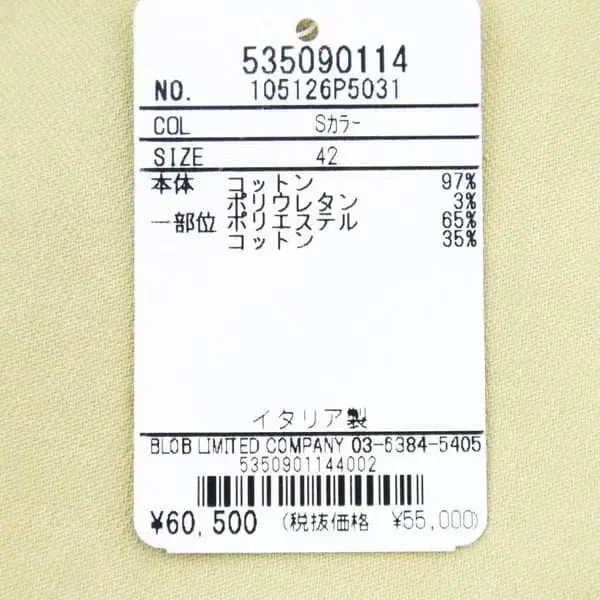 535090114
NO. 105126P5031
COL Sカラー
SIZE 42
本体 コットン 97%
ポリウレタン 3%
一部位 ポリエステル 65%
コットン 35%
イタリア製
BLOB LIMITED COMPANY 03-6384-5405
5350901144002
¥60,500 (税抜価格 ¥55,000)